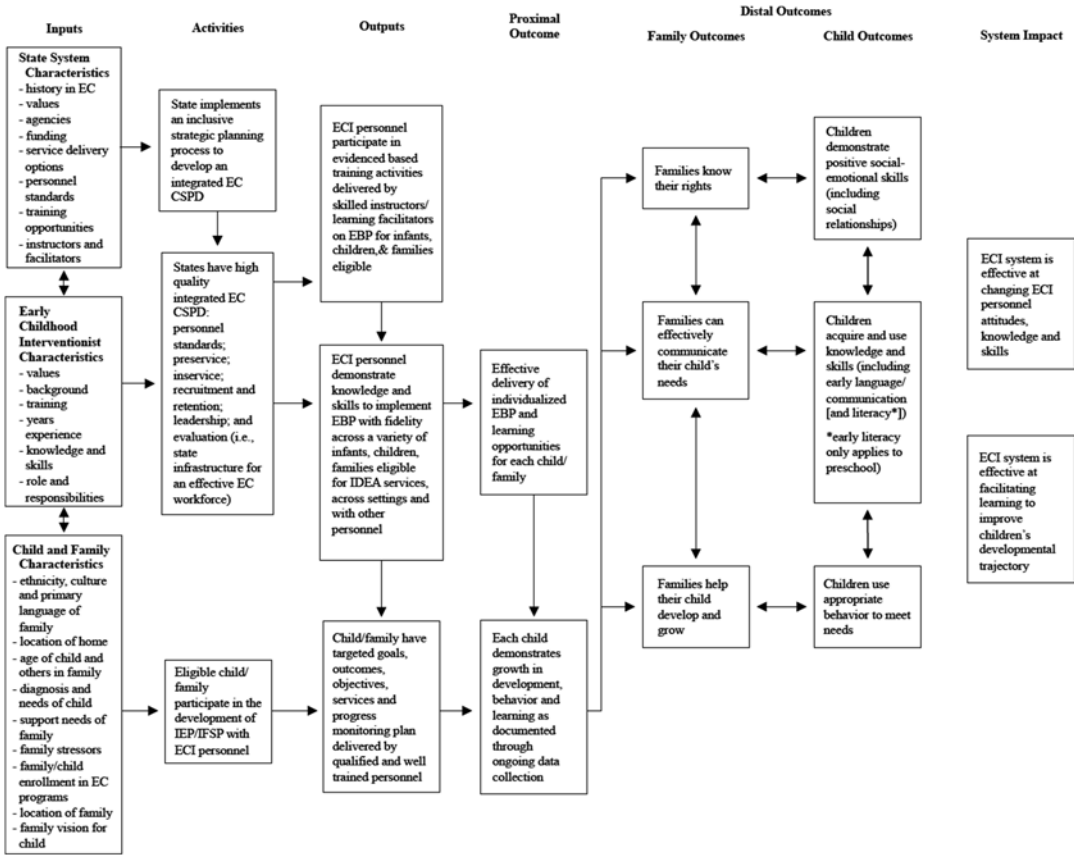 Inputs
Activities
Outputs
Proximal
Outcome
Distal Outcomes
Family Outcomes
Child Outcomes
System Impact
State System
Characteristics
- history in EC
- values
- agencies
- funding
- service delivery
options
- personnel
standards
- training
opportunities
- instructors and
facilitators
Early
Childhood
Interventionist
Characteristics
- values
- background
- training
- years
experience
- knowledge and
skills
- role and
responsibilities
Child and Family
Characteristics
- ethnicity, culture
and primary
language of
family
- location of home
- age of child and
others in family
- diagnosis and
needs of child
- support needs of
family
- family stressors
- family/child
enrollment in EC
programs
- location of family
- family vision for
child
State implements
an inclusive
strategic planning
process to
develop an
integrated EC
CSPD
States have high
quality
integrated EC
CSPD:
personnel
standards;
preservice;
inservice;
recruitment and
retention;
leadership; and
evaluation (i.e.,
state
infrastructure for
an effective EC
workforce)
Eligible child/
family
participate in the
development of
IEP/IFSP with
ECI personnel
ECI personnel
participate in
evidenced based
training activities
delivered by
skilled instructors/
learning facilitators
on EBP for infants,
children,& families
eligible
ECI personnel
demonstrate
knowledge and
skills to implement
EBP with fidelity
across a variety of
infants, children,
families eligible
for IDEA services,
across settings and
with other
personnel
Child/family have
targeted goals,
outcomes,
objectives,
services and
progress
monitoring plan
delivered by
qualified and well
trained personnel
Effective
delivery of
individualized
EBP and
learning
opportunities
for each child/
family
Each child
demonstrates
growth in
development,
behavior and
learning as
documented
through
ongoing data
collection
Families know
their rights
Families can
effectively
communicate
their child's
needs
Families help
their child
develop and
grow
Children
demonstrate
positive social-
emotional skills
(including
social
relationships)
Children
acquire and use
knowledge and
skills (including
early language/
communication
[and literacy*])
*early literacy
only applies to
preschool)
Children use
appropriate
behavior to meet
needs
ECI system is
effective at
changing ECI
personnel
attitudes,
knowledge and
skills
ECI system is
effective at
facilitating
learning to
improve
children's
developmental
trajectory